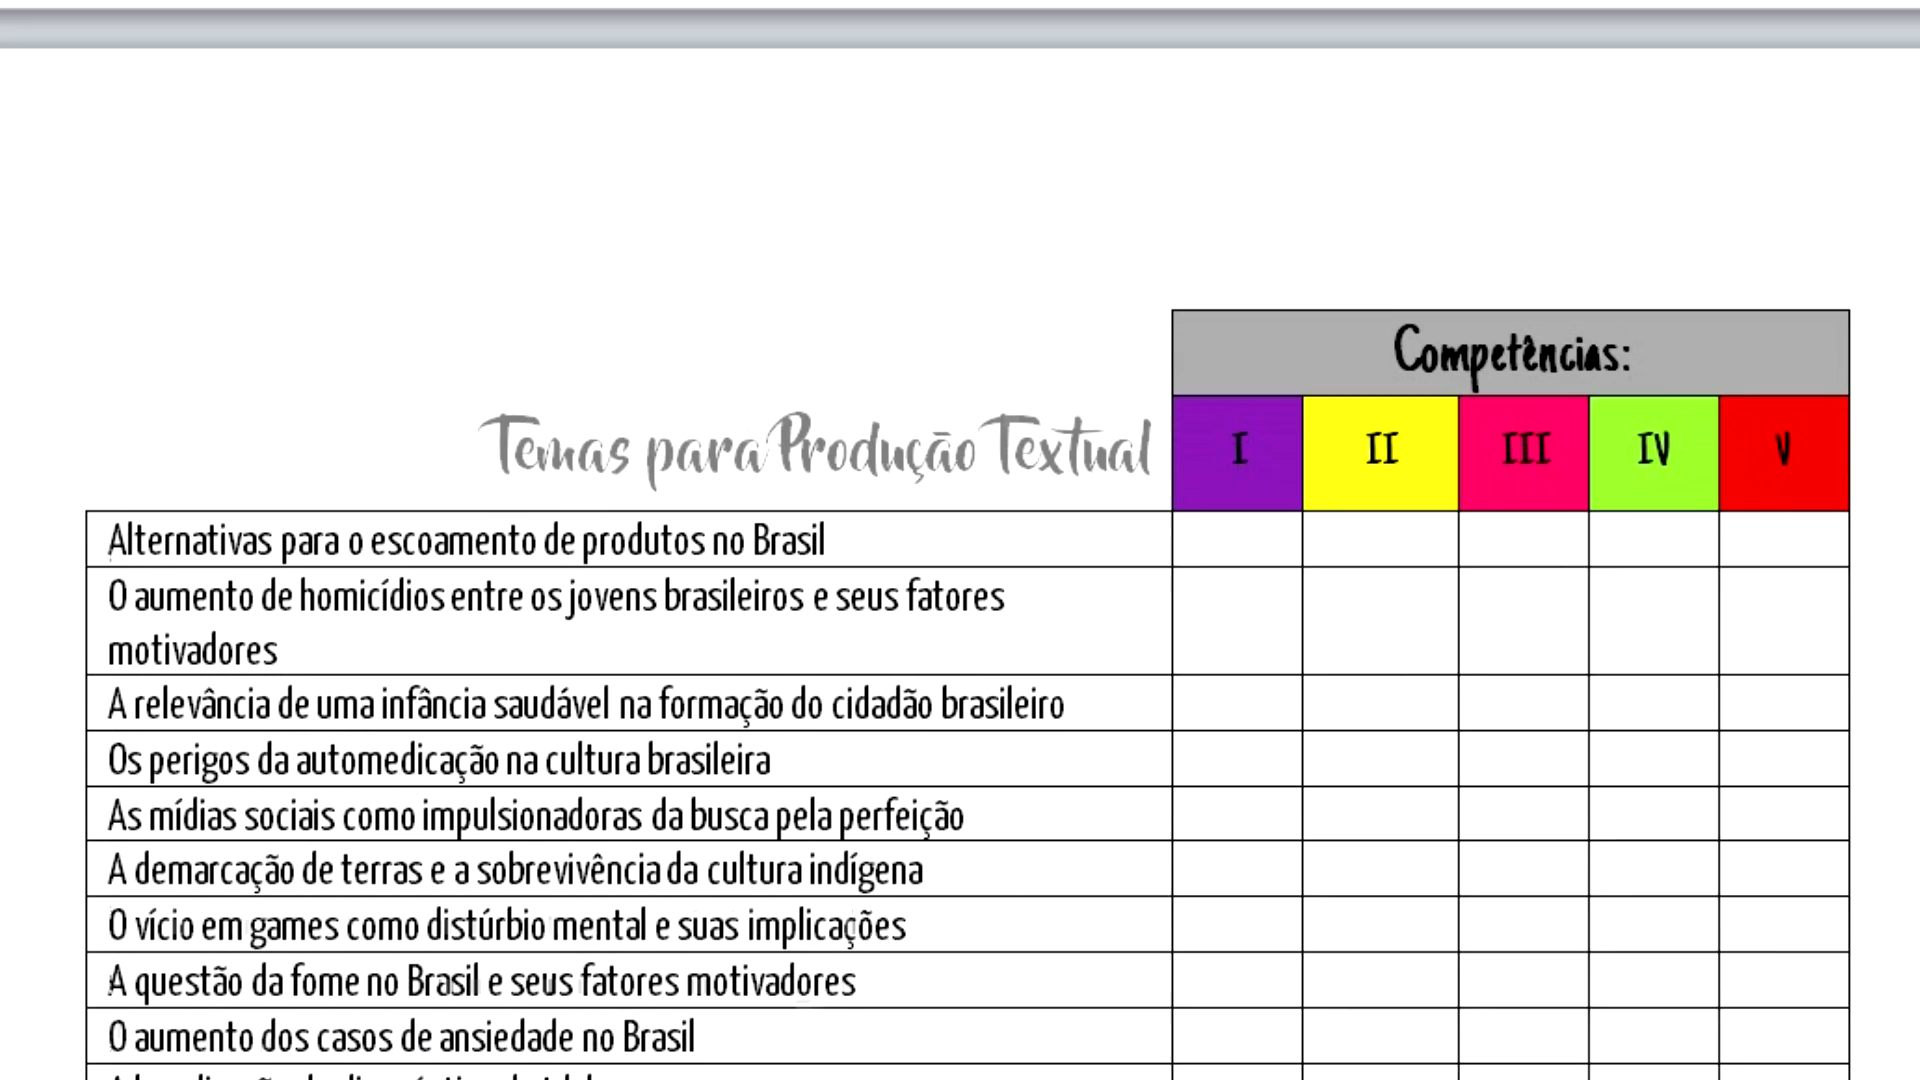 Competências:
Temas para Produção Textual
I II III IV V
Alternativas para o escoamento de produtos no Brasil
O aumento de homicídios entre os jovens brasileiros e seus fatores
motivadores
A relevância de uma infância saudável na formação do cidadão brasileiro
Os perigos da automedicação na cultura brasileira
As mídias sociais como impulsionadoras da busca pela perfeição
A demarcação de terras e a sobrevivência da cultura indígena
O vício em games como distúrbio mental e suas implicações
A questão da fome no Brasil e seus fatores motivadores
O aumento dos casos de ansiedade no Brasil